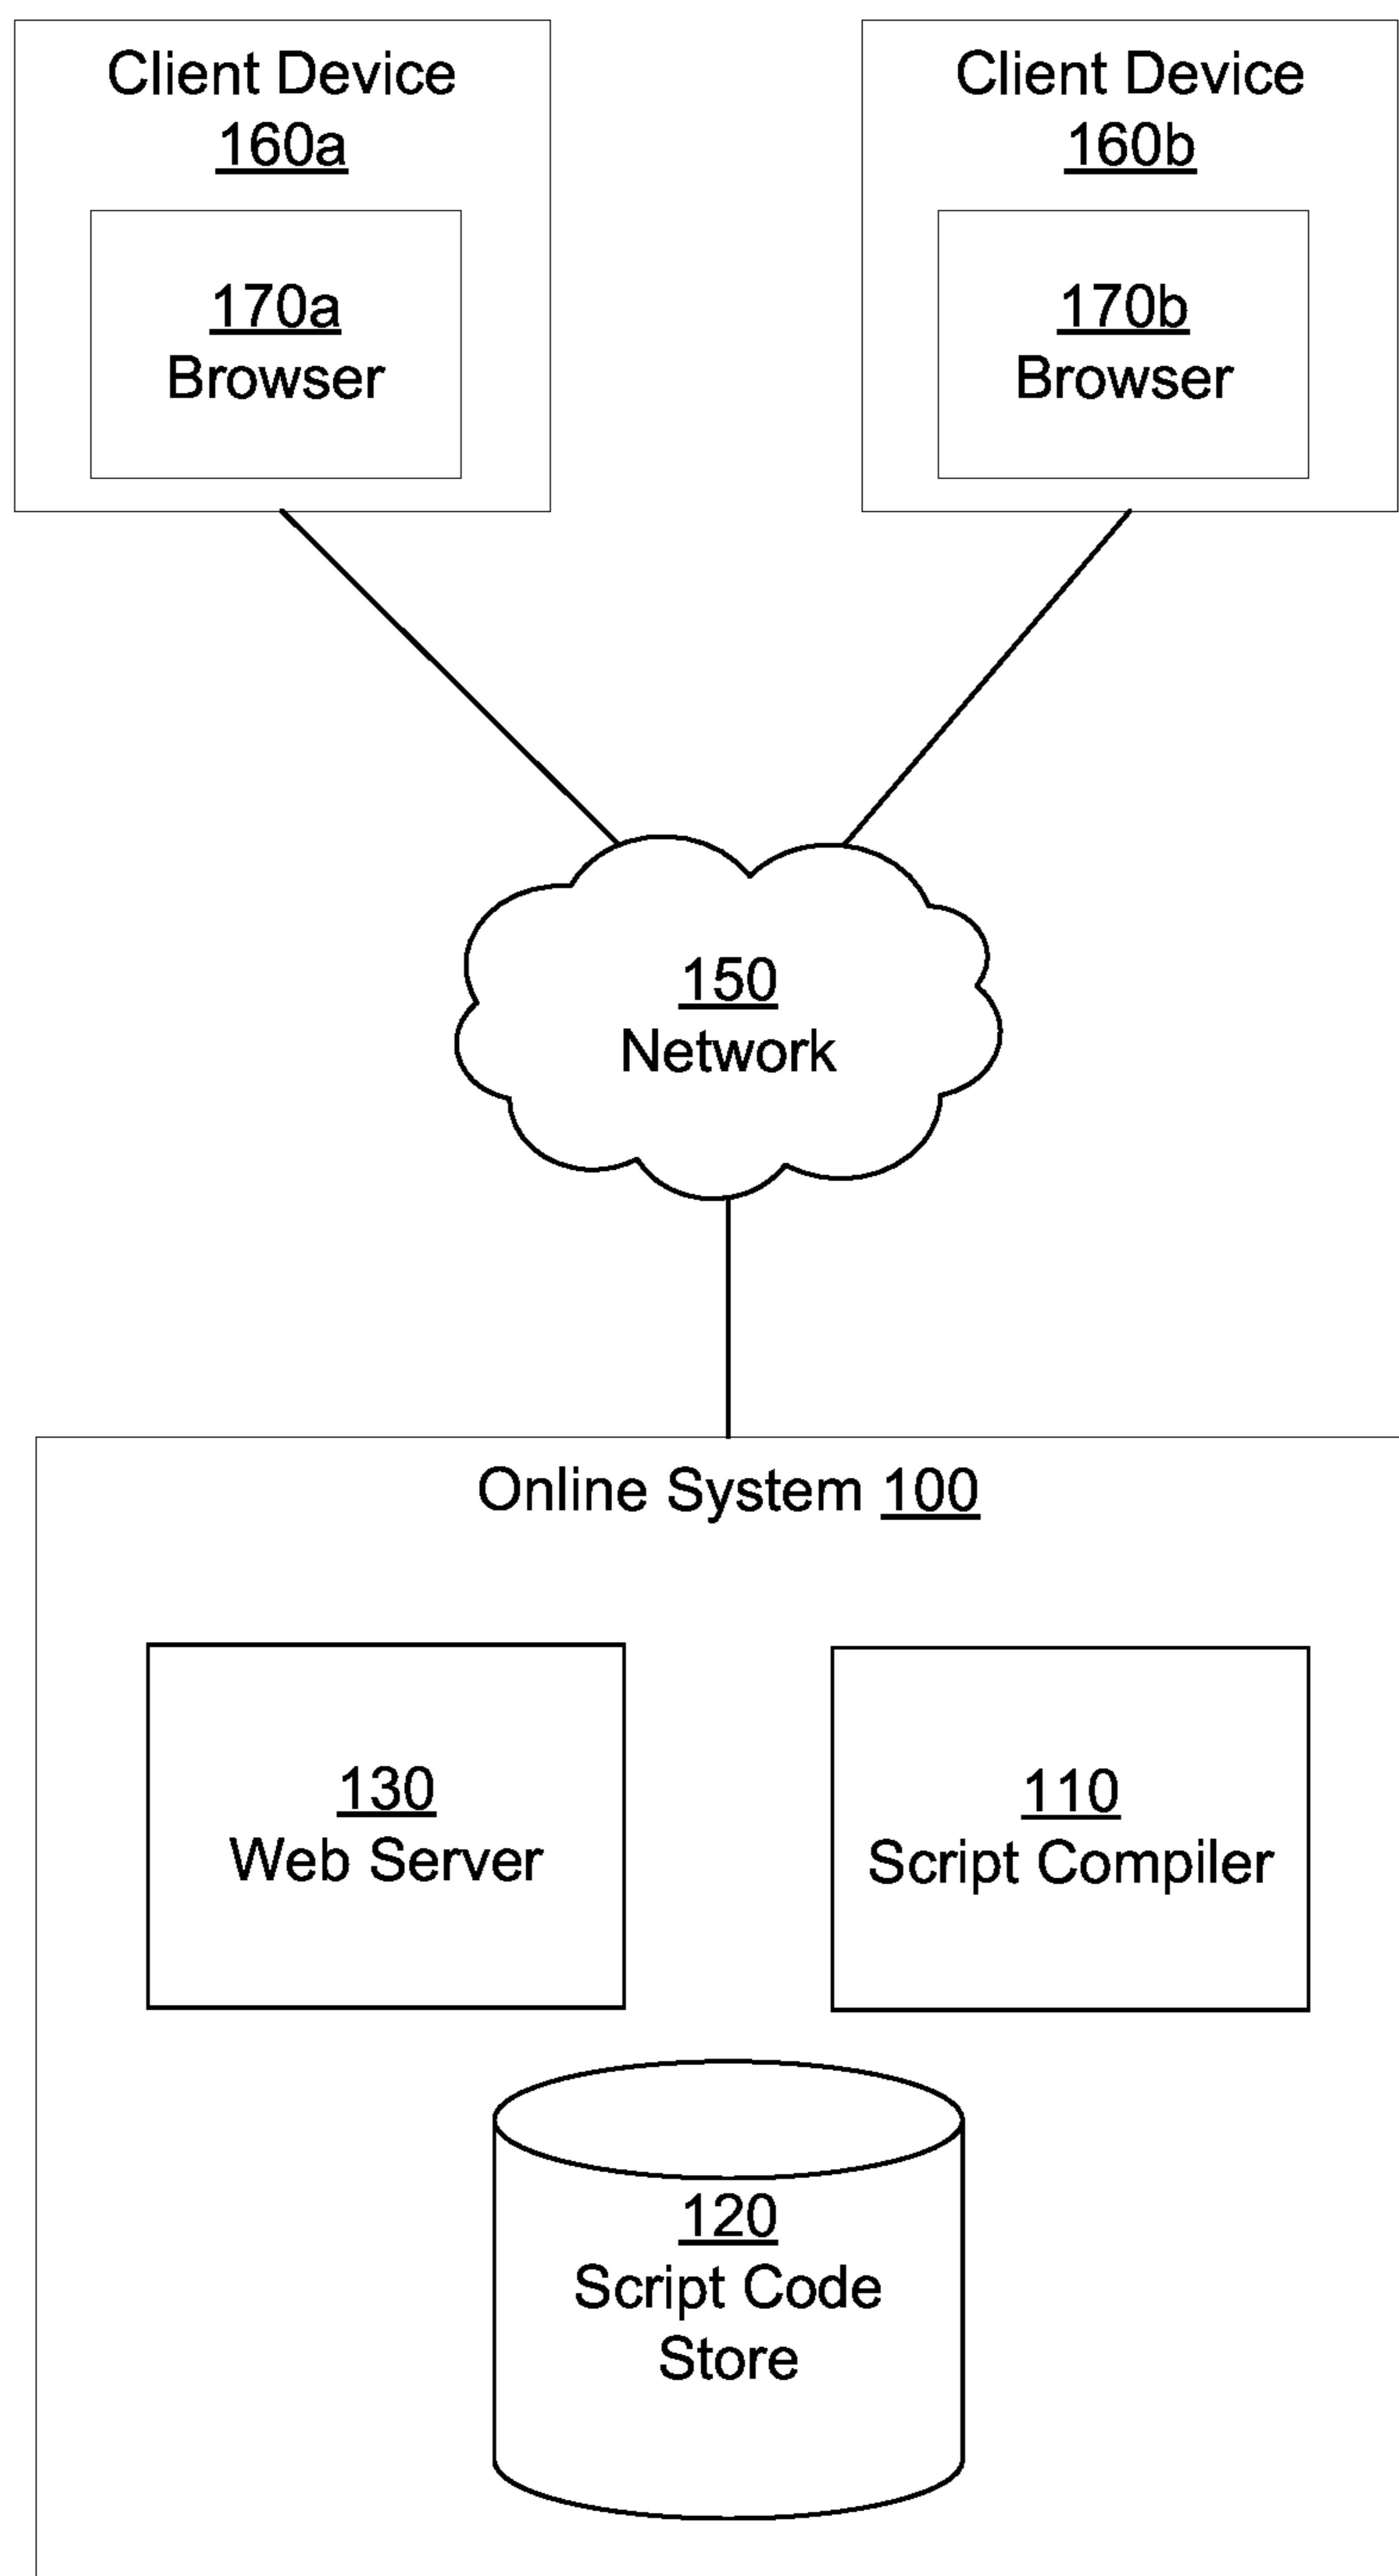 Client Device
160a
170a
Browser
Client Device
160b
170b
Browser
150
Network
Online System 100
130
Web Server
110
Script Compiler
120
Script Code
Store